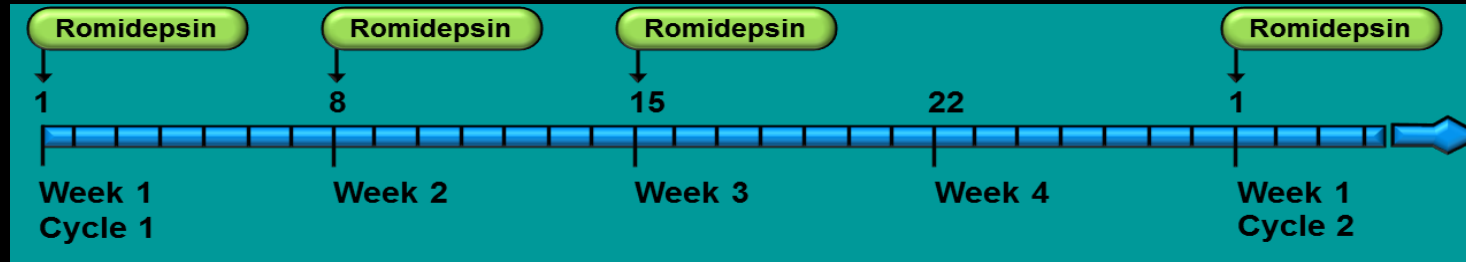 Romidepsin Romidepsin Romidepsin Romidepsin
1 8 15 22 1
Week 1 Week 2 Week 3 Week 4 Week 1
Cycle 1 Cycle 2